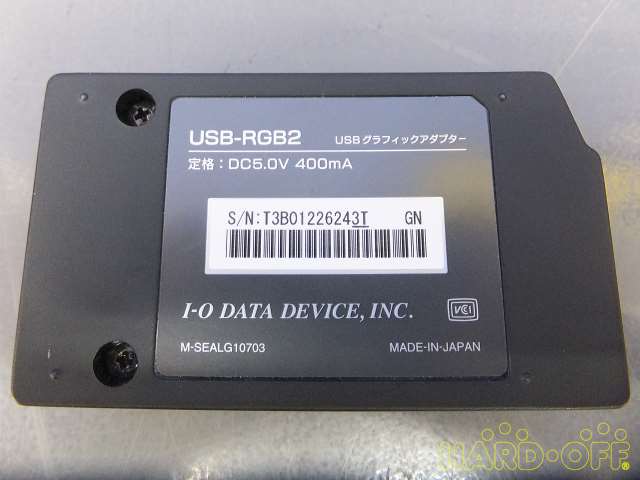 USB-RGB2 USBグラフィックアダプター
定格：DC5.0V 400mA
S/N:T3B01226243T GN
I-O DATA DEVICE, INC. VCCI
M-SEALG10703 MADE-IN-JAPAN
HARD-OFF